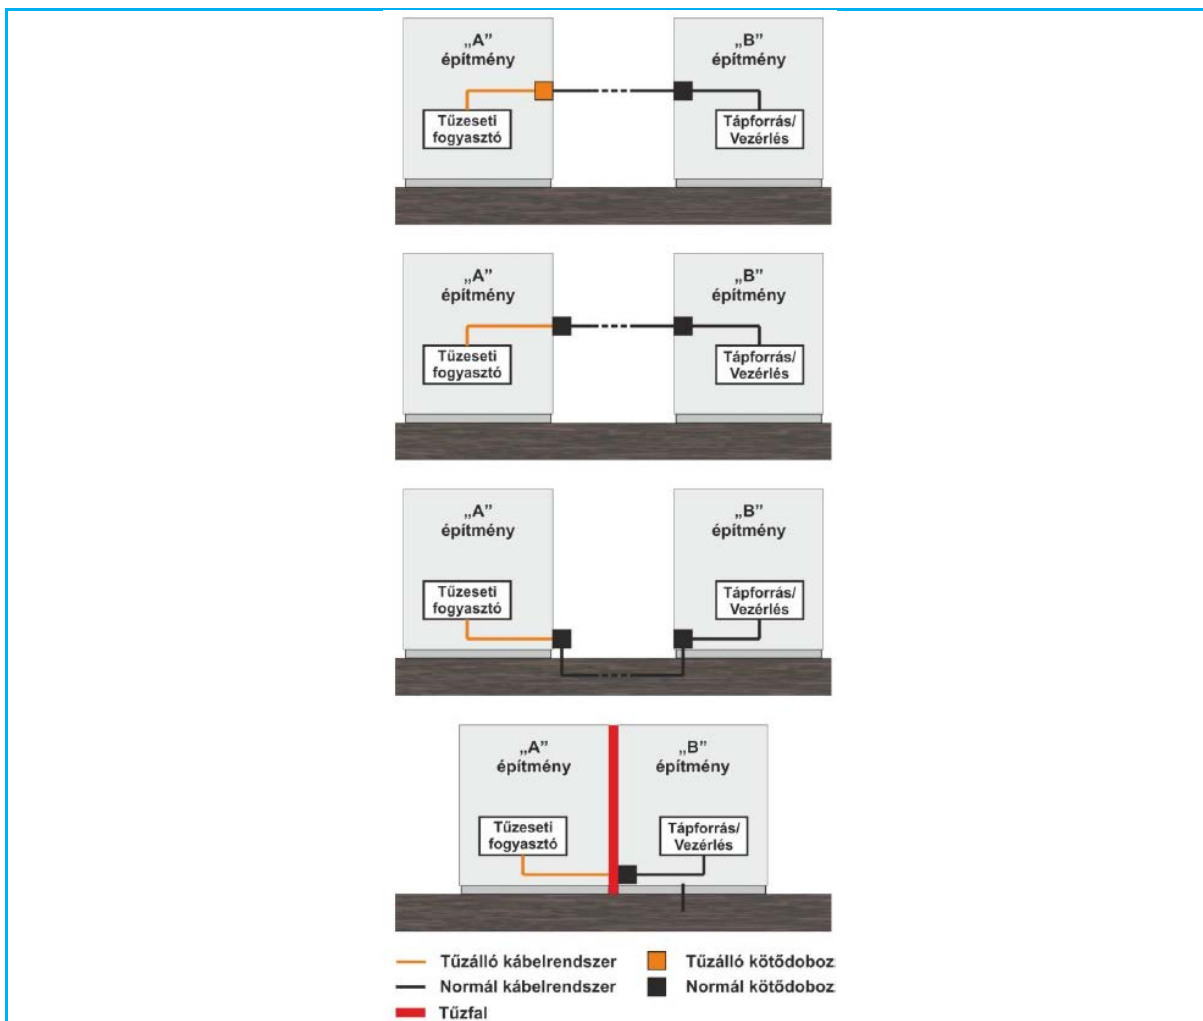 „A”
építmény
Tűzeseti
fogyasztó
„B”
építmény
Tápforrás/
Vezérlés
„A”
építmény
Tűzeseti
fogyasztó
„B”
építmény
Tápforrás/
Vezérlés
„A”
építmény
Tűzeseti
fogyasztó
„B”
építmény
Tápforrás/
Vezérlés
„A”
építmény
Tűzeseti
fogyasztó
„B”
építmény
Tápforrás/
Vezérlés
Tűzálló kábelrendszer
Tűzálló kötődoboz
Normál kábelrendszer
Normál kötődoboz
Tűzfal